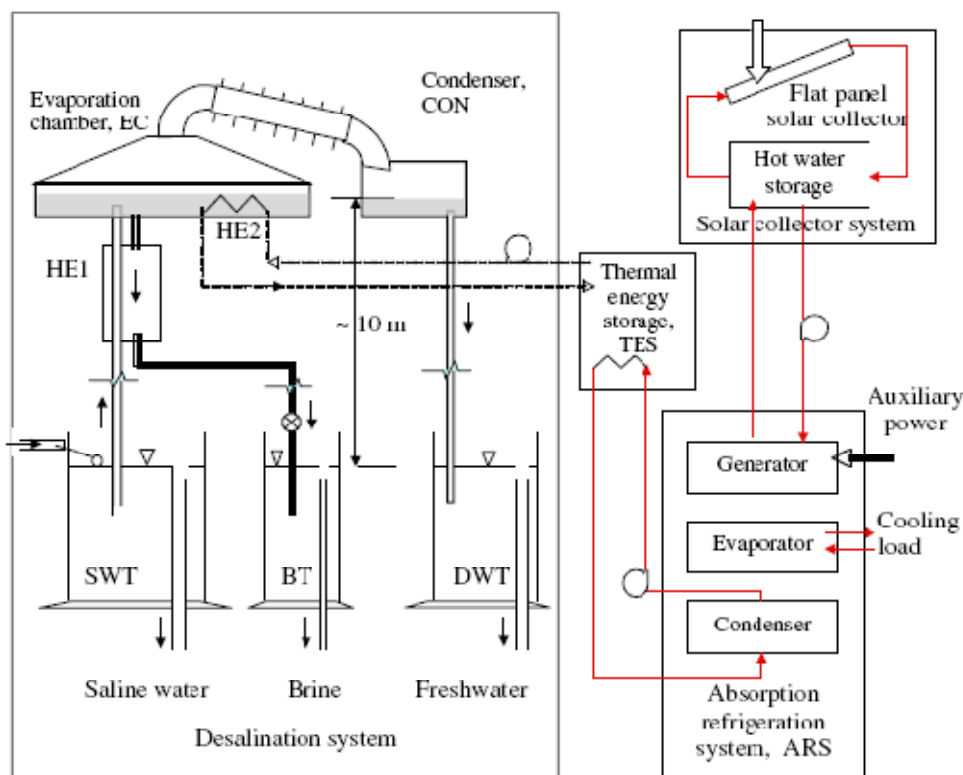 Evaporation
chamber, EC
Condenser,
CON
HE2
HE1
~ 10 m
SWT
BT
DWT
Saline water
Brine
Freshwater
Desalination system
Thermal
energy
storage,
TES
Flat panel
solar collector
Hot water
storage
Solar collector system
Auxiliary
power
Generator
Evaporator
Cooling
load
Condenser
Absorption
refrigeration
system, ARS